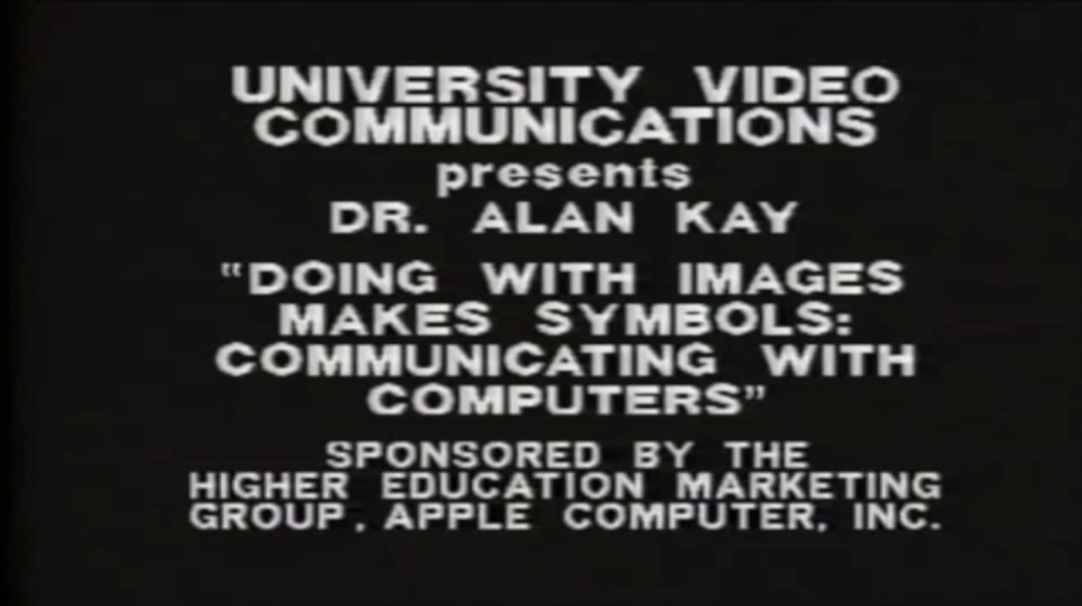 UNIVERSITY VIDEO
COMMUNICATIONS
presents
DR. ALAN KAY
"DOING WITH IMAGES
MAKES SYMBOLS:
COMMUNICATING WITH
COMPUTERS"
SPONSORED BY THE
HIGHER EDUCATION MARKETING
GROUP, APPLE COMPUTER, INC.